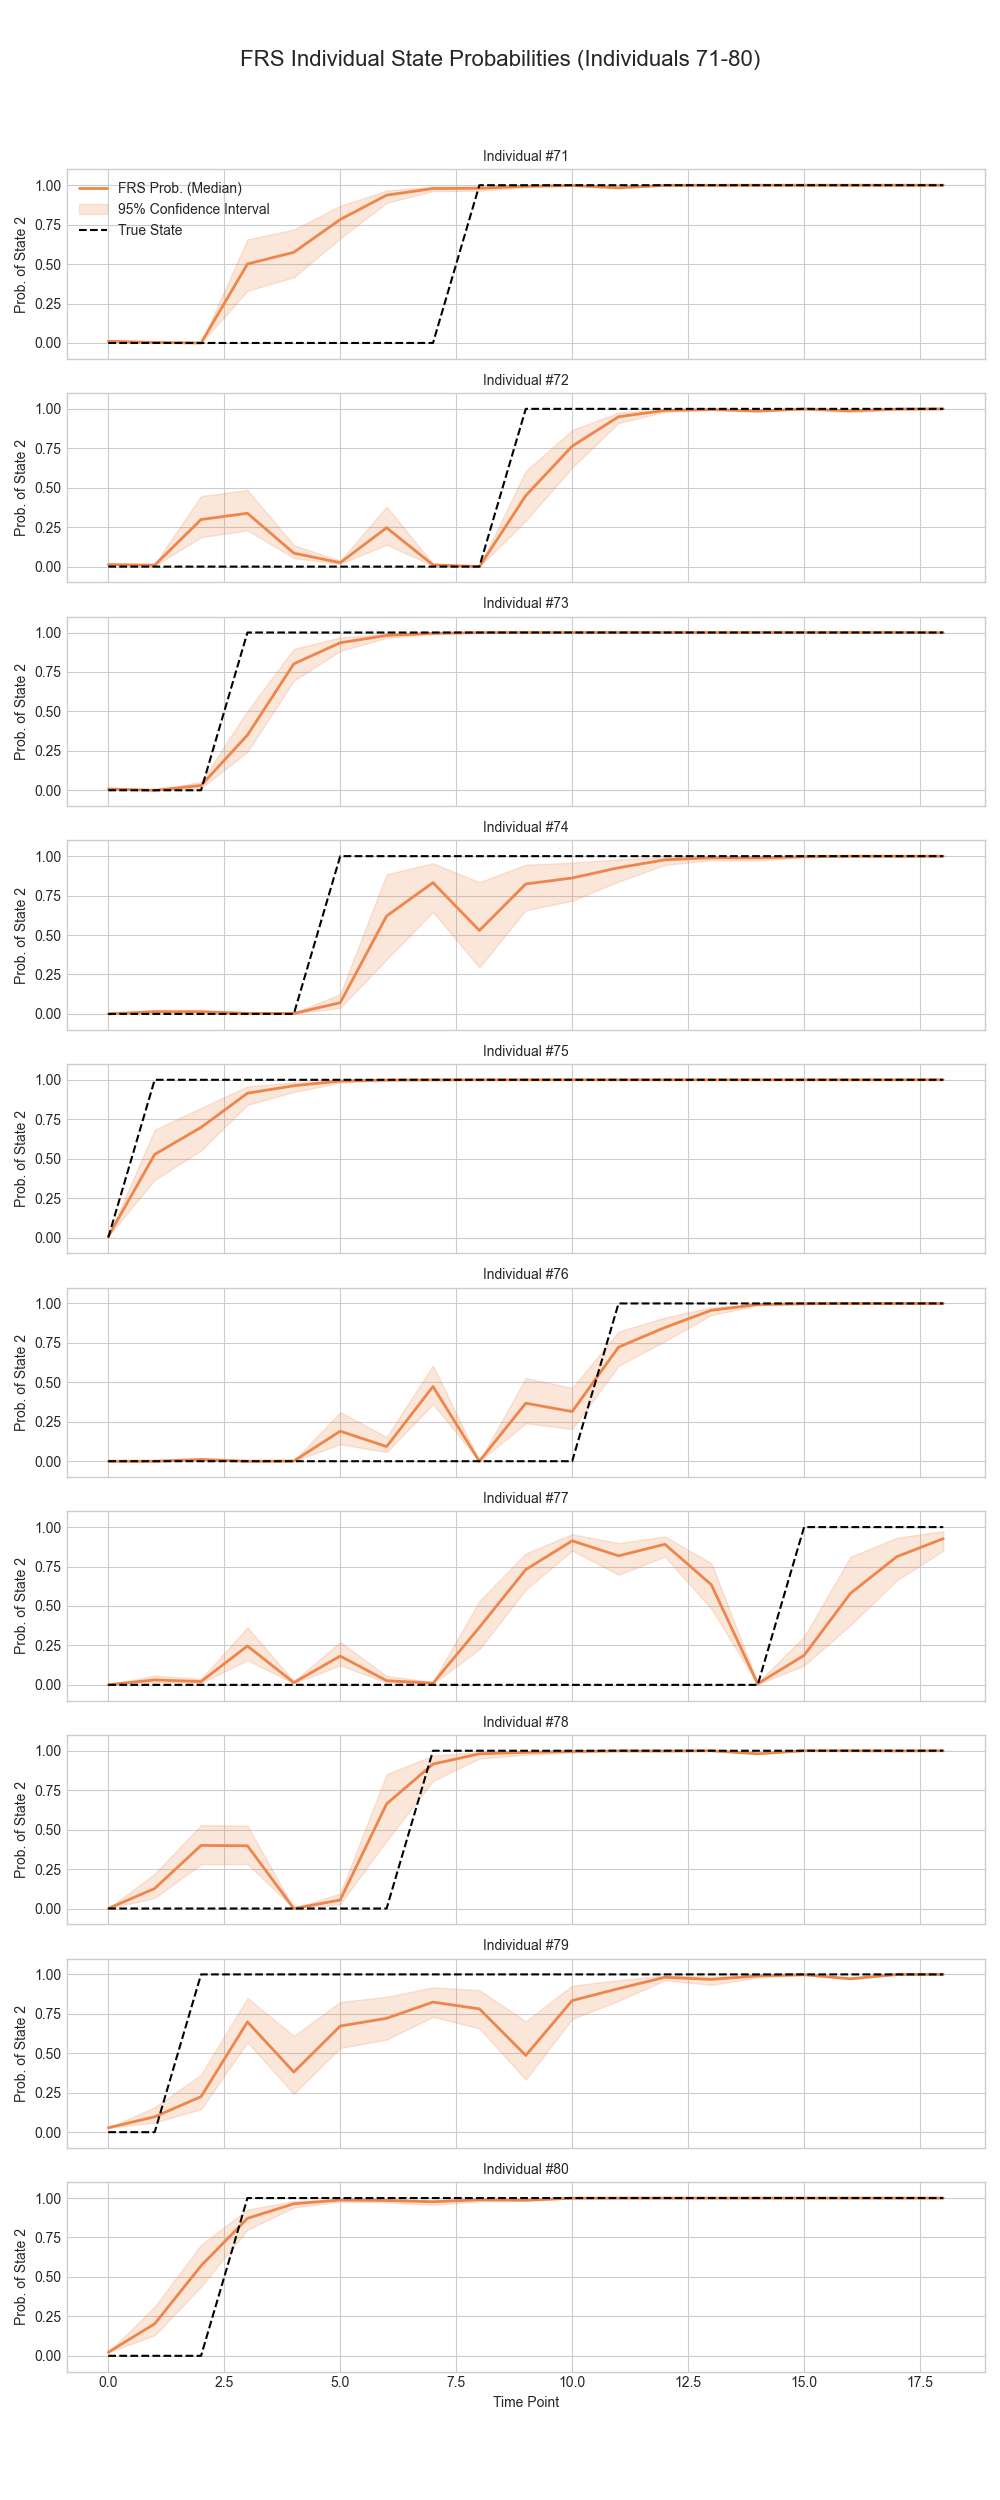 FRS Individual State Probabilities (Individuals 71-80)
Individual #71
FRS Prob. (Median)
95% Confidence Interval
True State
Prob. of State 2
1.00
0.75
0.50
0.25
0.00
Individual #72
Prob. of State 2
1.00
0.75
0.50
0.25
0.00
Individual #73
Prob. of State 2
1.00
0.75
0.50
0.25
0.00
Individual #74
Prob. of State 2
1.00
0.75
0.50
0.25
0.00
Individual #75
Prob. of State 2
1.00
0.75
0.50
0.25
0.00
Individual #76
Prob. of State 2
1.00
0.75
0.50
0.25
0.00
Individual #77
Prob. of State 2
1.00
0.75
0.50
0.25
0.00
Individual #78
Prob. of State 2
1.00
0.75
0.50
0.25
0.00
Individual #79
Prob. of State 2
1.00
0.75
0.50
0.25
0.00
Individual #80
Prob. of State 2
1.00
0.75
0.50
0.25
0.00
0.0 2.5 5.0 7.5 10.0 12.5 15.0 17.5
Time Point